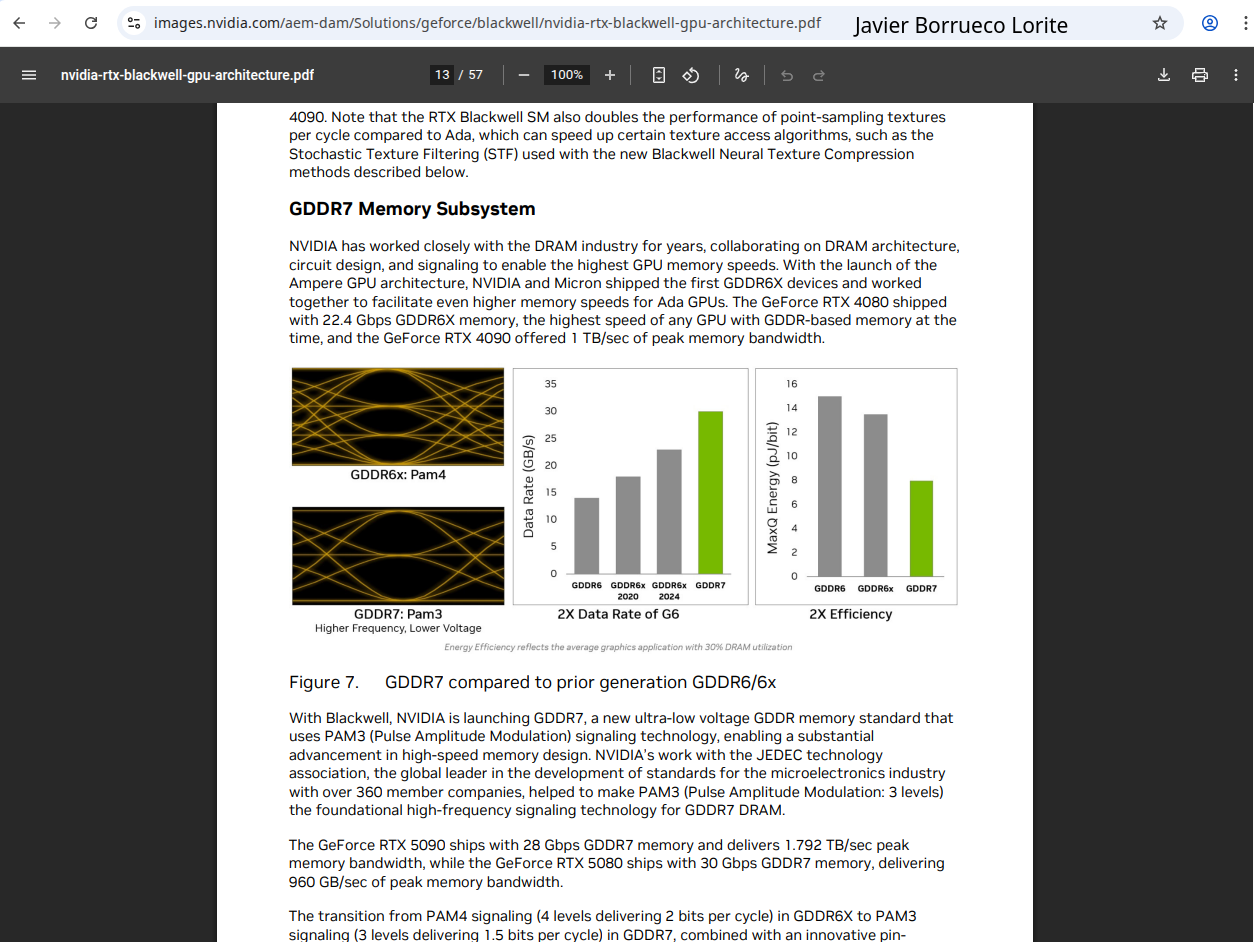 images.nvidia.com/aem-dam/Solutions/geforce/blackwell/nvidia-rtx-blackwell-gpu-architecture.pdf
Javier Borrueco Lorite
nvidia-rtx-blackwell-gpu-architecture.pdf
13 / 57
100%
4090. Note that the RTX Blackwell SM also doubles the performance of point-sampling textures
per cycle compared to Ada, which can speed up certain texture access algorithms, such as the
Stochastic Texture Filtering (STF) used with the new Blackwell Neural Texture Compression
methods described below.
GDDR7 Memory Subsystem
NVIDIA has worked closely with the DRAM industry for years, collaborating on DRAM architecture,
circuit design, and signaling to enable the highest GPU memory speeds. With the launch of the
Ampere GPU architecture, NVIDIA and Micron shipped the first GDDR6X devices and worked
together to facilitate even higher memory speeds for Ada GPUs. The GeForce RTX 4080 shipped
with 22.4 Gbps GDDR6X memory, the highest speed of any GPU with GDDR-based memory at the
time, and the GeForce RTX 4090 offered 1 TB/sec of peak memory bandwidth.
GDDR6x: Pam4
GDDR7: Pam3
Higher Frequency, Lower Voltage
Data Rate (GB/s)
35
30
25
20
15
10
5
0
GDDR6 GDDR6x GDDR6x GDDR7
2020 2024
2X Data Rate of G6
MaxQ Energy (pJ/bit)
16
14
12
10
8
6
4
2
0
GDDR6 GDDR6x GDDR7
2X Efficiency
Energy Efficiency reflects the average graphics application with 30% DRAM utilization
Figure 7. GDDR7 compared to prior generation GDDR6/6x
With Blackwell, NVIDIA is launching GDDR7, a new ultra-low voltage GDDR memory standard that
uses PAM3 (Pulse Amplitude Modulation) signaling technology, enabling a substantial
advancement in high-speed memory design. NVIDIA's work with the JEDEC technology
association, the global leader in the development of standards for the microelectronics industry
with over 360 member companies, helped to make PAM3 (Pulse Amplitude Modulation: 3 levels)
the foundational high-frequency signaling technology for GDDR7 DRAM.
The GeForce RTX 5090 ships with 28 Gbps GDDR7 memory and delivers 1.792 TB/sec peak
memory bandwidth, while the GeForce RTX 5080 ships with 30 Gbps GDDR7 memory, delivering
960 GB/sec of peak memory bandwidth.
The transition from PAM4 signaling (4 levels delivering 2 bits per cycle) in GDDR6X to PAM3
signaling (3 levels delivering 1.5 bits per cycle) in GDDR7, combined with an innovative pin-